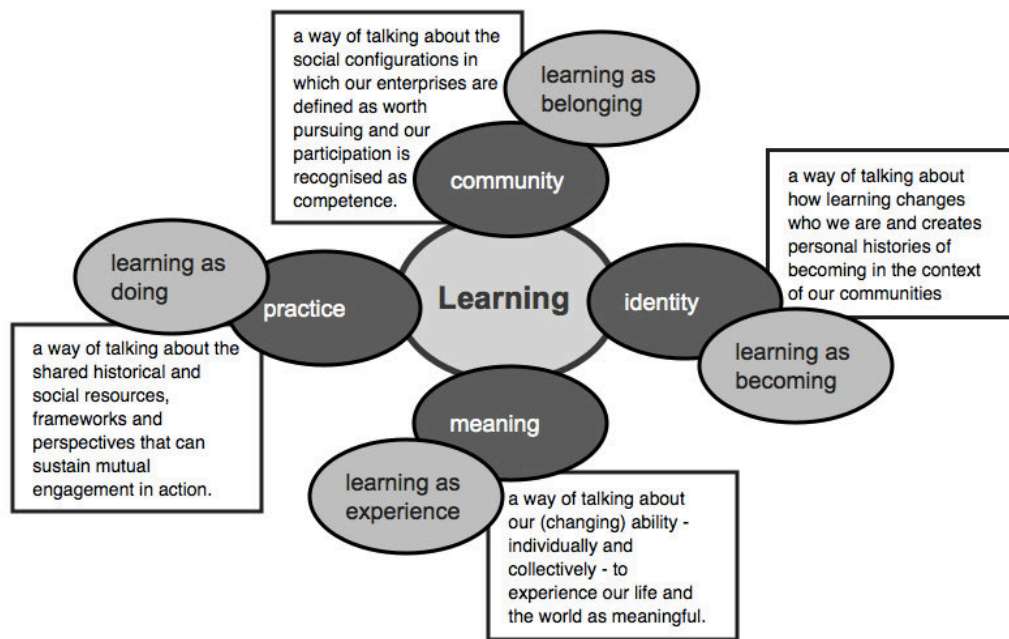 a way of talking about the
social configurations in
which our enterprises are
defined as worth
pursuing and our
participation is
recognised as
competence.
learning as
belonging
community
a way of talking about
how learning changes
who we are and creates
personal histories of
becoming in the context
of our communities
learning as
doing
practice
Learning
identity
learning as
becoming
a way of talking about the
shared historical and
social resources,
frameworks and
perspectives that can
sustain mutual
engagement in action.
meaning
learning as
experience
a way of talking about
our (changing) ability -
individually and
collectively - to
experience our life and
the world as meaningful.